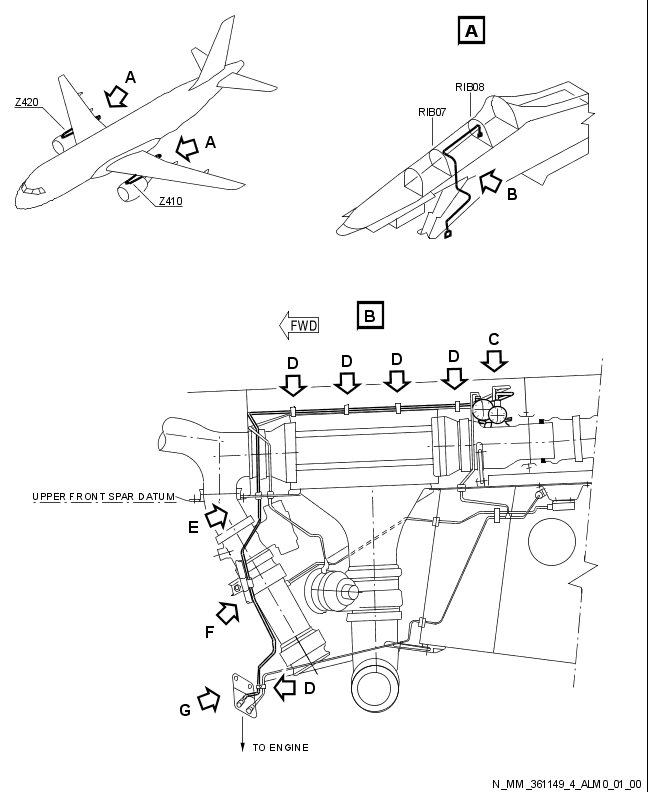 A
Z420
A
A
Z410
RIB08
RIB07
B
B
FWD
C
D
D
D
D
UPPER FRONT SPAR DATUM
E
F
G
D
TO ENGINE
N_MM_361149_4_ALM0_01_00